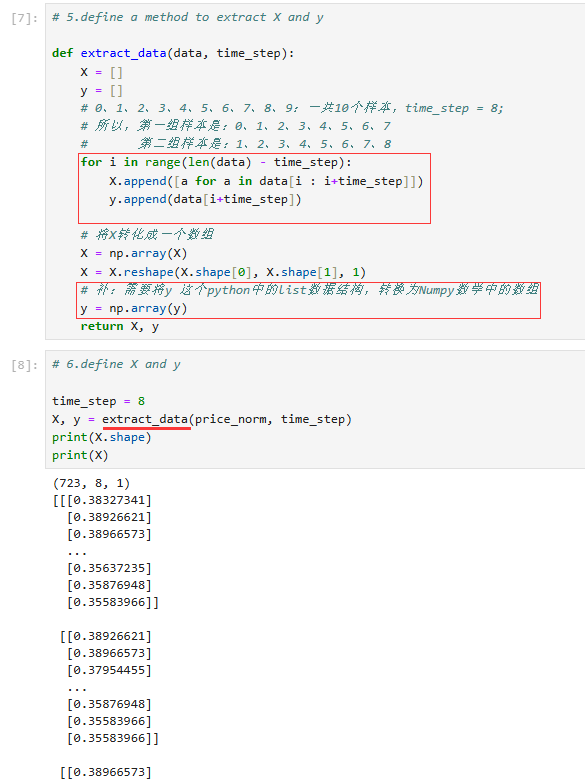 [7]:
# 5.define a method to extract X and y
def extract_data(data, time_step):
X = []
y = []
# 0、1、2、3、4、5、6、7、8、9：一共10个样本，time_step = 8;
# 所以，第一组样本是：0、1、2、3、4、5、6、7
# 第二组样本是：1、2、3、4、5、6、7、8
for i in range(len(data) - time_step):
X.append([a for a in data[i : i+time_step]])
y.append(data[i+time_step])
# 将X转化成一个数组
X = np.array(X)
X = X.reshape(X.shape[0], X.shape[1], 1)
# 补：需要将y 这个python中的list数据结构，转换为Numpy数学中的数组
y = np.array(y)
return X, y
[8]:
# 6.define X and y
time_step = 8
X, y = extract_data(price_norm, time_step)
print(X.shape)
print(X)
(723, 8, 1)
[[[0.38327341]
[0.38926621]
[0.38966573]
...
[0.35637235]
[0.35876948]
[0.35583966]]
[[0.38926621]
[0.38966573]
[0.37954455]
...
[0.35876948]
[0.35583966]
[0.35583966]]
[[0.38966573]